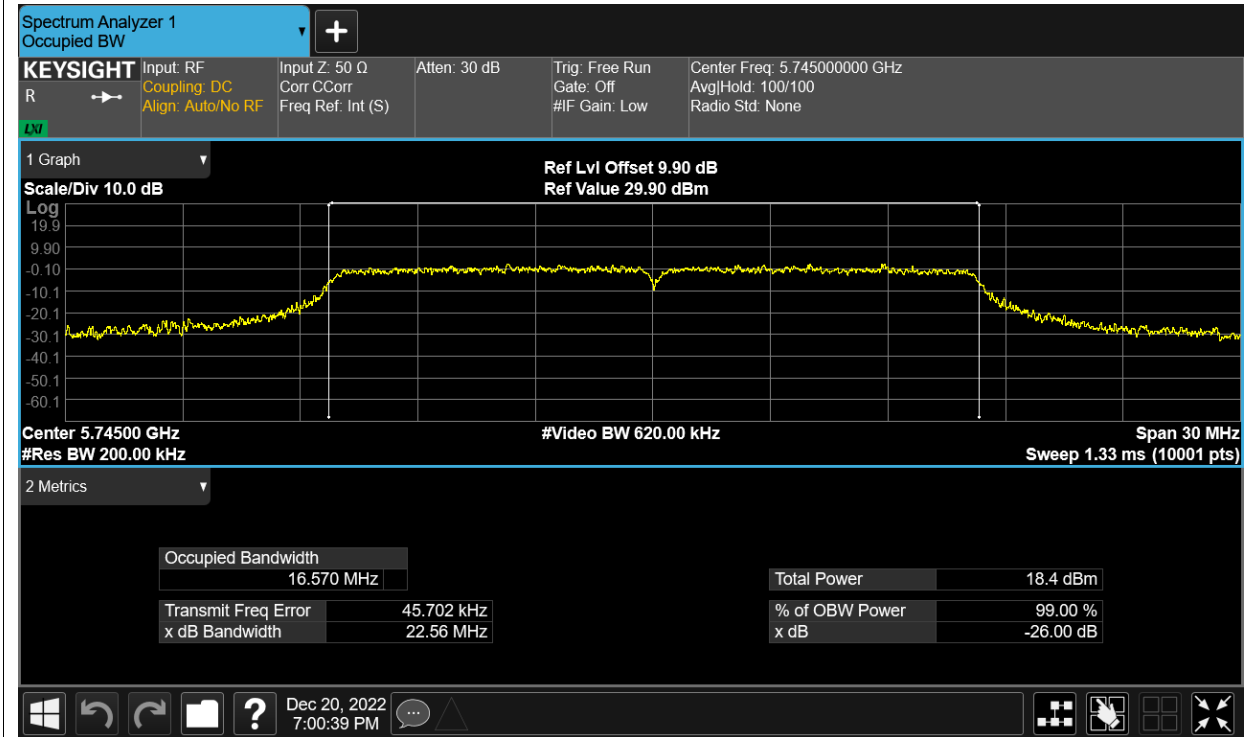 Spectrum Analyzer 1
Occupied BW
KEYSIGHT
R
LXI
Input: RF
Coupling: DC
Align: Auto/No RF
Input Z: 50 Ω
Corr CCorr
Freq Ref: Int (S)
Atten: 30 dB
Trig: Free Run
Gate: Off
#IF Gain: Low
Center Freq: 5.745000000 GHz
Avg|Hold: 100/100
Radio Std: None
1 Graph
Scale/Div 10.0 dB
Ref Lvl Offset 9.90 dB
Ref Value 29.90 dBm
Log
19.9
9.90
-0.10
-10.1
-20.1
-30.1
-40.1
-50.1
-60.1
Center 5.74500 GHz
#Res BW 200.00 kHz
#Video BW 620.00 kHz
Span 30 MHz
Sweep 1.33 ms (10001 pts)
2 Metrics
Occupied Bandwidth
16.570 MHz
Transmit Freq Error 45.702 kHz
x dB Bandwidth 22.56 MHz
Total Power 18.4 dBm
% of OBW Power 99.00 %
x dB -26.00 dB
?
Dec 20, 2022
7:00:39 PM